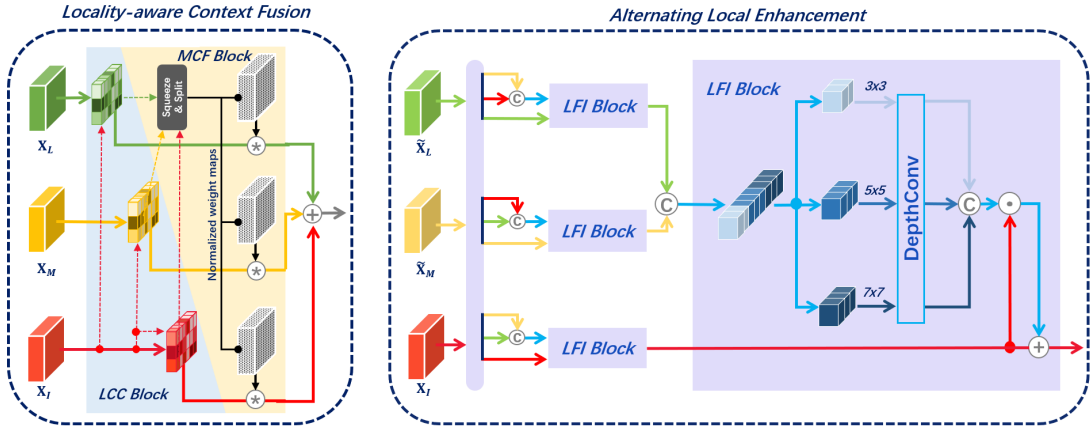 Locality-aware Context Fusion
MCF Block
Squeeze
& Split
X_L
Normalized weight maps
X_M
X_I
LCC Block
*
*
*
+
Alternating Local Enhancement
X̃_L
C
LFI Block
X̃_M
C
LFI Block
X_I
C
LFI Block
C
LFI Block
3x3
5x5
7x7
DepthConv
C
+